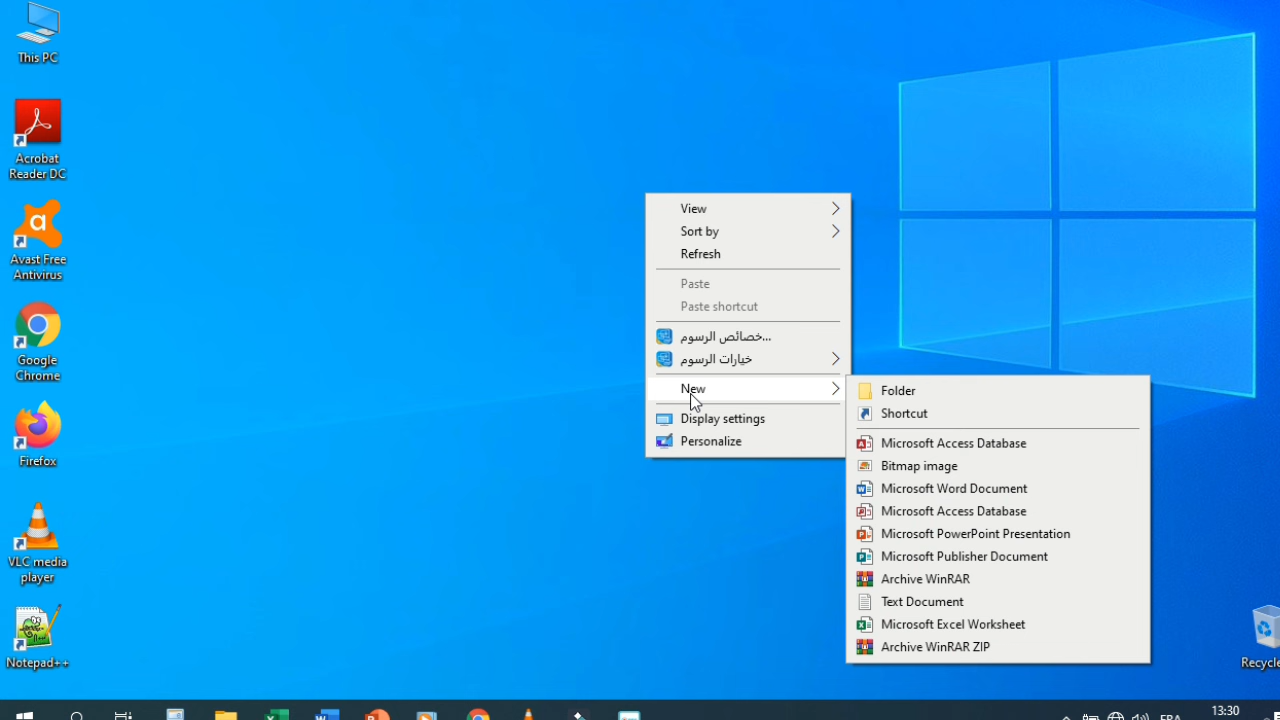 This PC
Acrobat
Reader DC
Avast Free
Antivirus
Google
Chrome
Firefox
VLC media
player
Notepad++
View
Sort by
Refresh
Paste
Paste shortcut
خصائص الرسوم...
خيارات الرسوم
New
Display settings
Personalize
Folder
Shortcut
Microsoft Access Database
Bitmap image
Microsoft Word Document
Microsoft Access Database
Microsoft PowerPoint Presentation
Microsoft Publisher Document
Archive WinRAR
Text Document
Microsoft Excel Worksheet
Archive WinRAR ZIP
Recycle
FRA
13:30